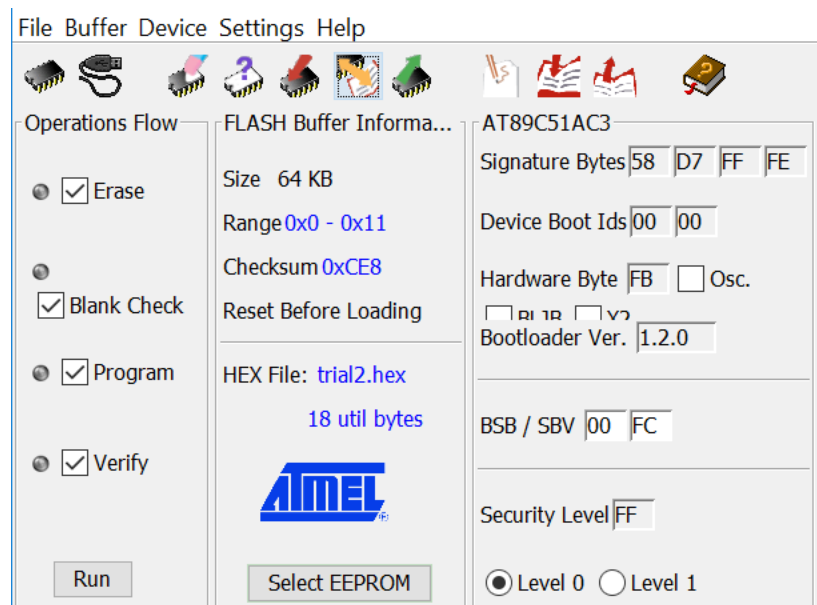 File Buffer Device Settings Help
Operations Flow
Erase
Blank Check
Program
Verify
Run
FLASH Buffer Informa...
Size 64 KB
Range 0x0 - 0x11
Checksum 0xCE8
Reset Before Loading
HEX File: trial2.hex
18 util bytes
ATMEL
Select EEPROM
AT89C51AC3
Signature Bytes 58 D7 FF FE
Device Boot Ids 00 00
Hardware Byte FB Osc.
BLJB X2
Bootloader Ver. 1.2.0
BSB / SBV 00 FC
Security Level FF
Level 0 Level 1